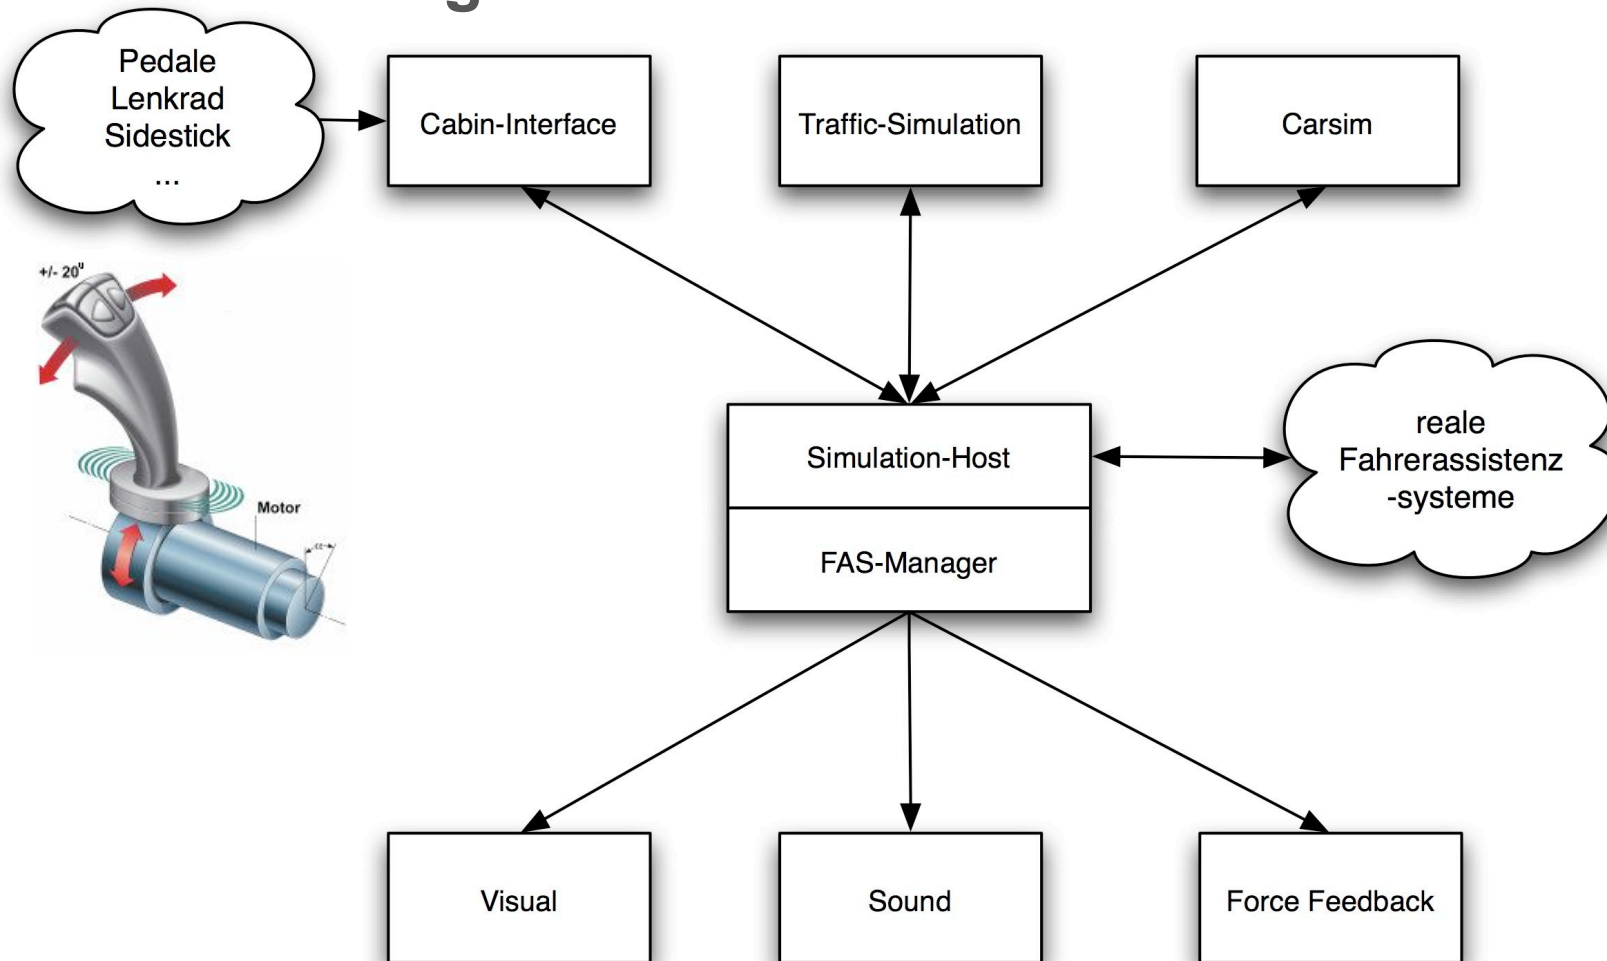 Pedale
Lenkrad
Sidestick
...
Cabin-Interface
Traffic-Simulation
Carsim
+/- 20
Motor
α
Simulation-Host
FAS-Manager
reale
Fahrerassistenz
-systeme
Visual
Sound
Force Feedback